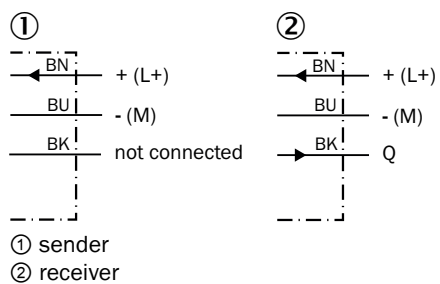 ① ②
BN + (L+) BN + (L+)
BU - (M) BU - (M)
BK not connected BK Q
① sender
② receiver